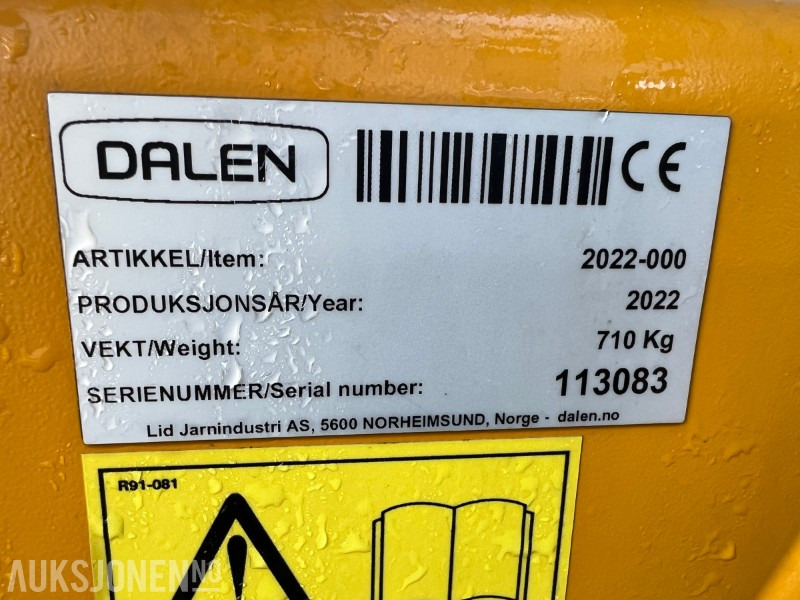 DALEN CE
ARTIKKEL/Item: 2022-000
PRODUKSJONSÅR/Year: 2022
VEKT/Weight: 710 Kg
SERIENUMMER/Serial number: 113083
Lid Jarnindustri AS, 5600 NORHEIMSUND, Norge - dalen.no
R91-081
AUKSJONEN.NO